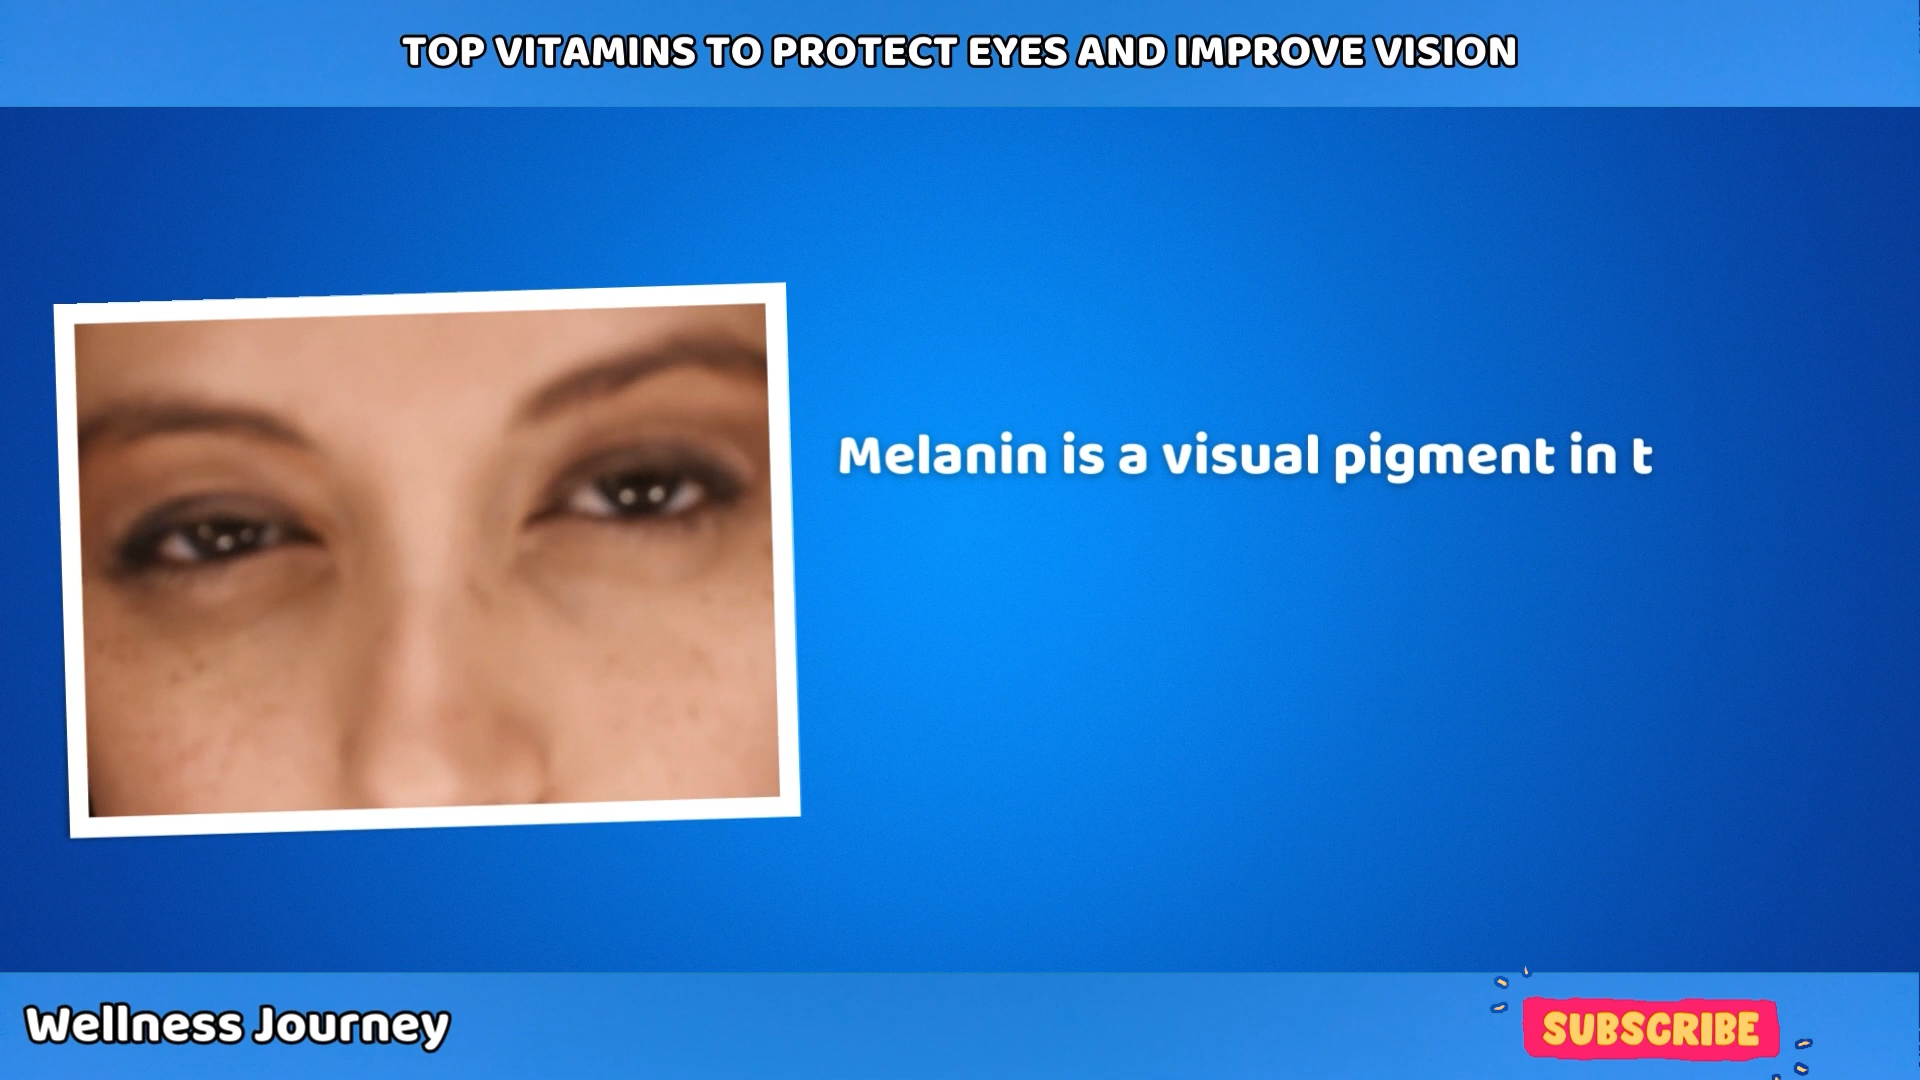 TOP VITAMINS TO PROTECT EYES AND IMPROVE VISION
Melanin is a visual pigment in t
Wellness Journey
SUBSCRIBE